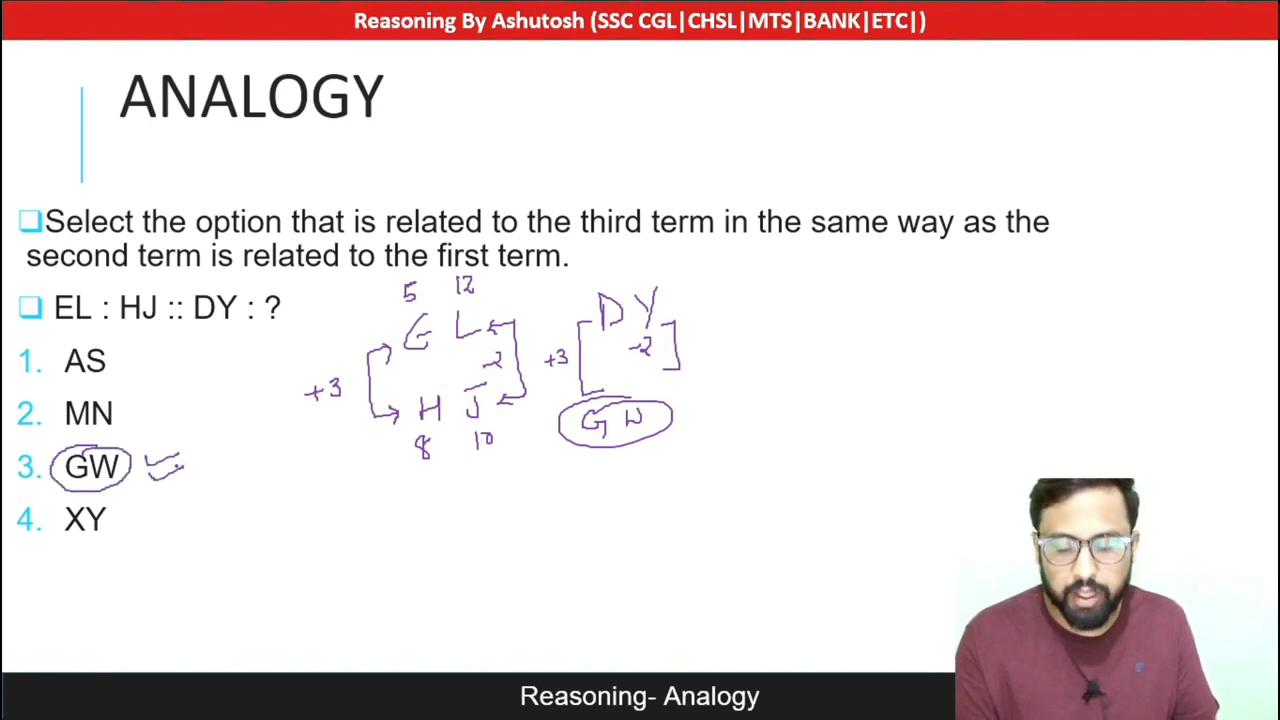 Reasoning By Ashutosh (SSC CGL|CHSL|MTS|BANK|ETC|)
ANALOGY
Select the option that is related to the third term in the same way as the
second term is related to the first term.
EL : HJ :: DY : ?
1. AS
2. MN
3. GW
4. XY
5 12
E L
-2
+3
H J
8 10
D Y
+3 -2
G W
Reasoning- Analogy